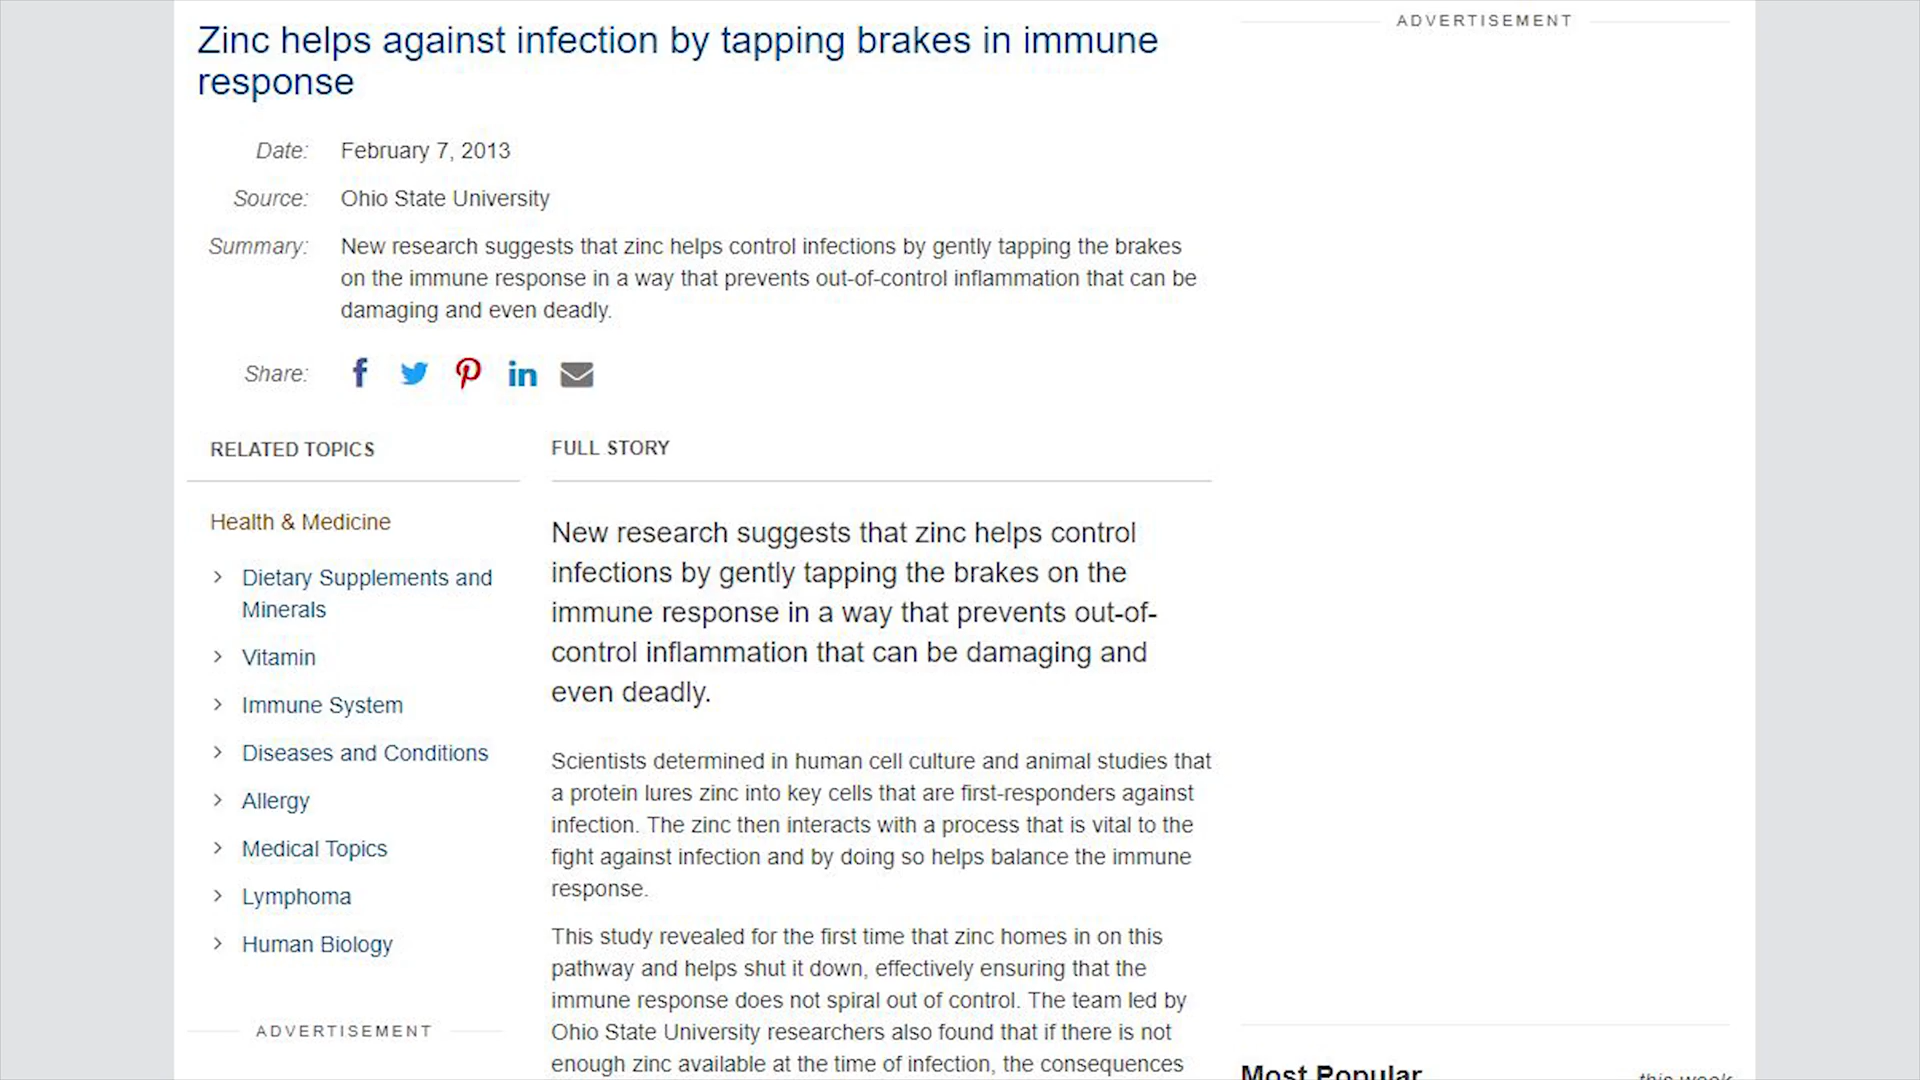 ADVERTISEMENT
Zinc helps against infection by tapping brakes in immune
response
Date: February 7, 2013
Source: Ohio State University
Summary: New research suggests that zinc helps control infections by gently tapping the brakes
on the immune response in a way that prevents out-of-control inflammation that can be
damaging and even deadly.
Share:
RELATED TOPICS
Health & Medicine
Dietary Supplements and
Minerals
Vitamin
Immune System
Diseases and Conditions
Allergy
Medical Topics
Lymphoma
Human Biology
ADVERTISEMENT
FULL STORY
New research suggests that zinc helps control
infections by gently tapping the brakes on the
immune response in a way that prevents out-of-
control inflammation that can be damaging and
even deadly.
Scientists determined in human cell culture and animal studies that
a protein lures zinc into key cells that are first-responders against
infection. The zinc then interacts with a process that is vital to the
fight against infection and by doing so helps balance the immune
response.
This study revealed for the first time that zinc homes in on this
pathway and helps shut it down, effectively ensuring that the
immune response does not spiral out of control. The team led by
Ohio State University researchers also found that if there is not
enough zinc available at the time of infection, the consequences
Most Popular
this week